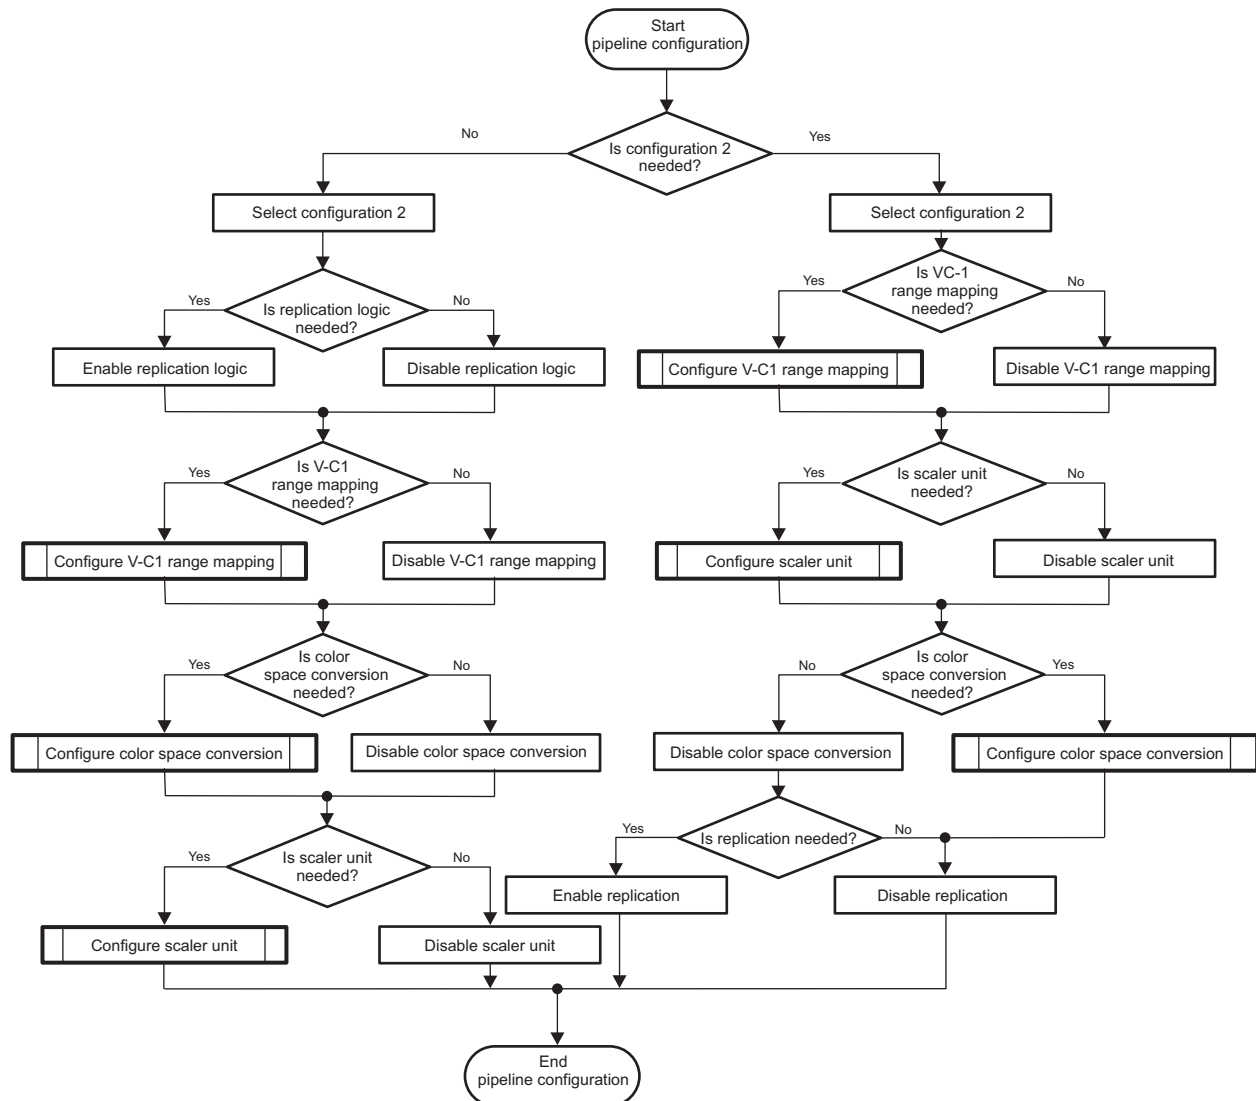 Start
pipeline configuration
No
Yes
Is configuration 2
needed?
Select configuration 2
Select configuration 2
Is replication logic
needed?
Yes
No
Is VC-1
range mapping
needed?
Yes
No
Enable replication logic
Disable replication logic
Configure V-C1 range mapping
Disable V-C1 range mapping
Is V-C1
range mapping
needed?
Yes
No
Is scaler unit
needed?
Yes
No
Configure V-C1 range mapping
Disable V-C1 range mapping
Configure scaler unit
Disable scaler unit
Is color
space conversion
needed?
Yes
No
Is color
space conversion
needed?
No
Yes
Configure color space conversion
Disable color space conversion
Disable color space conversion
Configure color space conversion
Is scaler unit
needed?
Yes
No
Is replication needed?
Yes
No
Enable replication
Disable replication
Configure scaler unit
Disable scaler unit
End
pipeline configuration